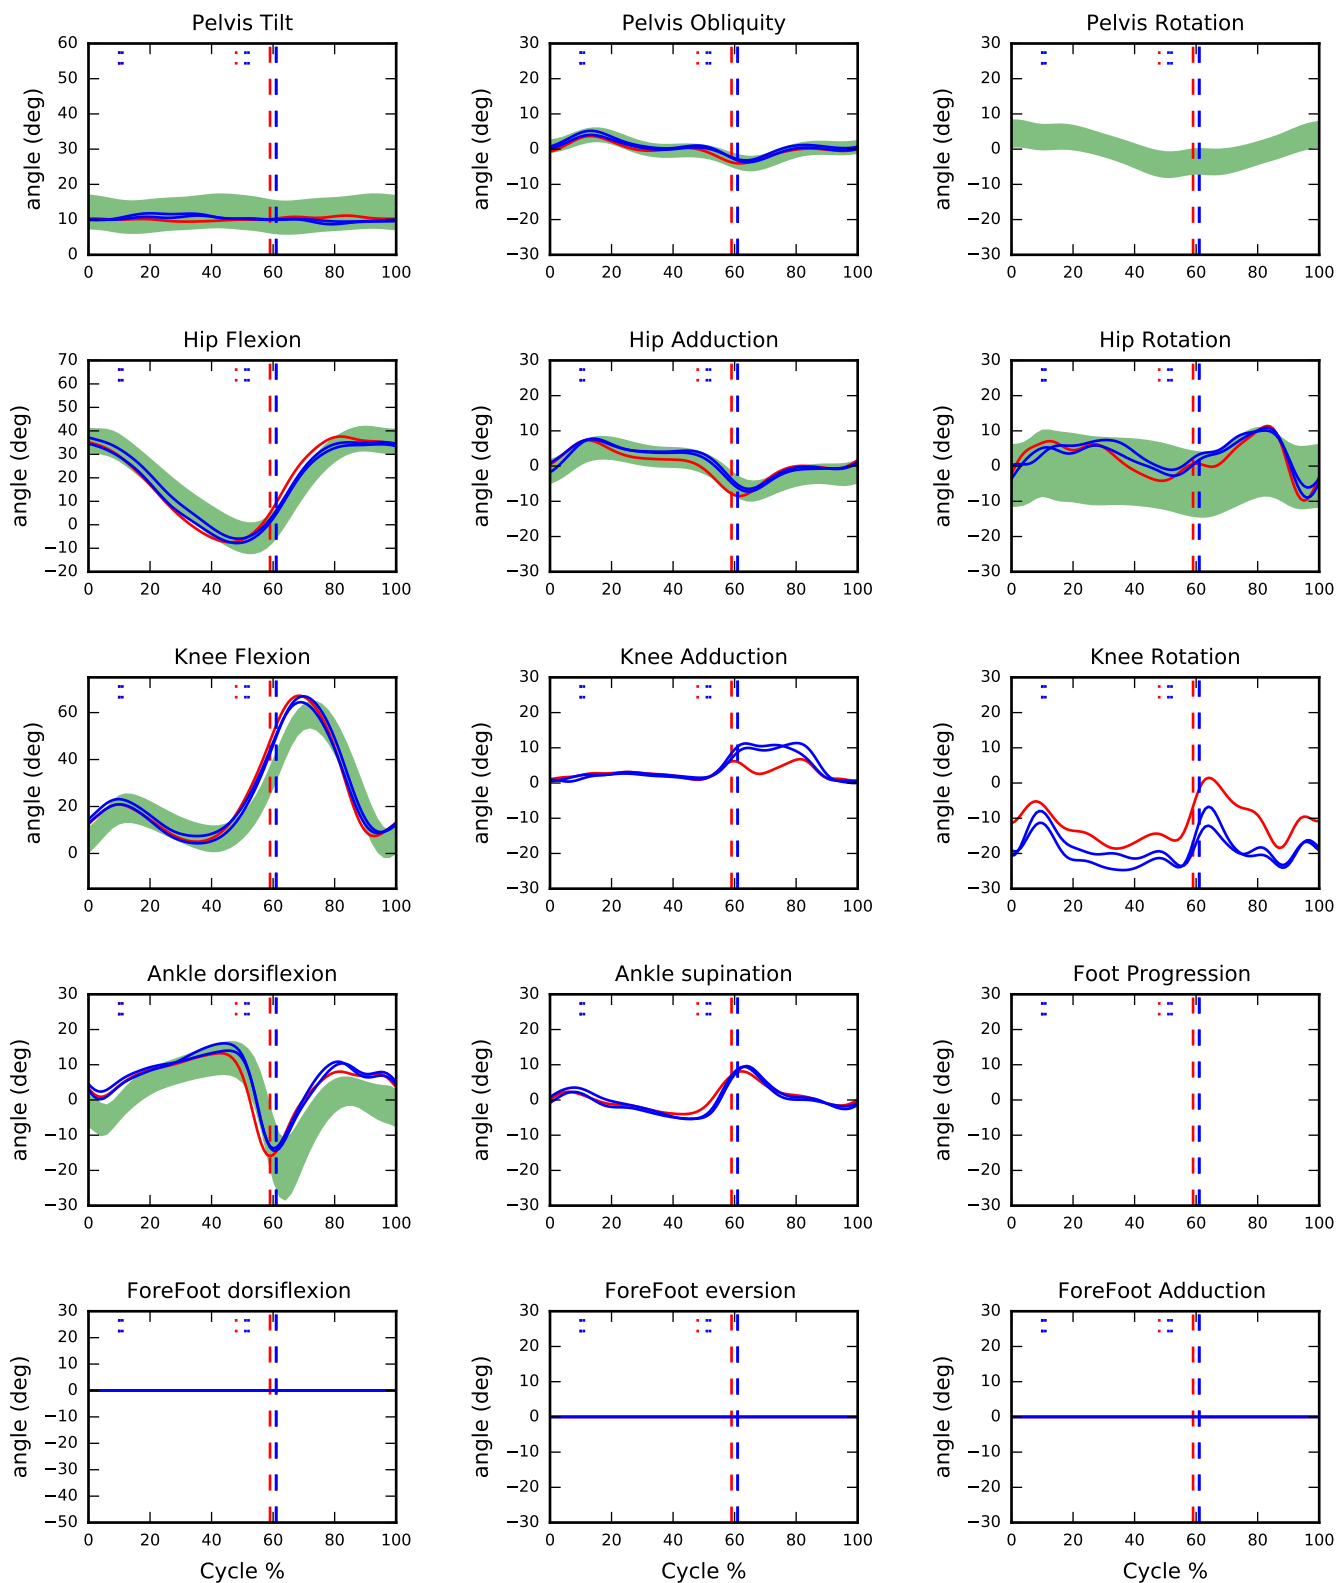 Pelvis Tilt
angle (deg)
60
50
40
30
20
10
0
0 20 40 60 80 100
Pelvis Obliquity
angle (deg)
30
20
10
0
−10
−20
−30
0 20 40 60 80 100
Pelvis Rotation
angle (deg)
30
20
10
0
−10
−20
−30
0 20 40 60 80 100
Hip Flexion
angle (deg)
70
60
50
40
30
20
10
0
−10
−20
0 20 40 60 80 100
Hip Adduction
angle (deg)
30
20
10
0
−10
−20
−30
0 20 40 60 80 100
Hip Rotation
angle (deg)
30
20
10
0
−10
−20
−30
0 20 40 60 80 100
Knee Flexion
angle (deg)
60
40
20
0
0 20 40 60 80 100
Knee Adduction
angle (deg)
30
20
10
0
−10
−20
−30
0 20 40 60 80 100
Knee Rotation
angle (deg)
30
20
10
0
−10
−20
−30
0 20 40 60 80 100
Ankle dorsiflexion
angle (deg)
30
20
10
0
−10
−20
−30
0 20 40 60 80 100
Ankle supination
angle (deg)
30
20
10
0
−10
−20
−30
0 20 40 60 80 100
Foot Progression
angle (deg)
30
20
10
0
−10
−20
−30
0 20 40 60 80 100
ForeFoot dorsiflexion
angle (deg)
30
20
10
0
−10
−20
−30
−40
−50
0 20 40 60 80 100
Cycle %
ForeFoot eversion
angle (deg)
30
20
10
0
−10
−20
−30
0 20 40 60 80 100
Cycle %
ForeFoot Adduction
angle (deg)
30
20
10
0
−10
−20
−30
0 20 40 60 80 100
Cycle %